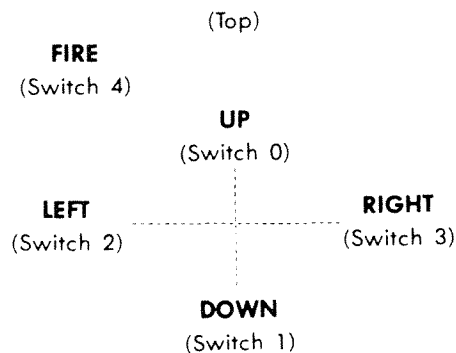 (Top)
FIRE
(Switch 4)
UP
(Switch 0)
LEFT
(Switch 2)
RIGHT
(Switch 3)
DOWN
(Switch 1)